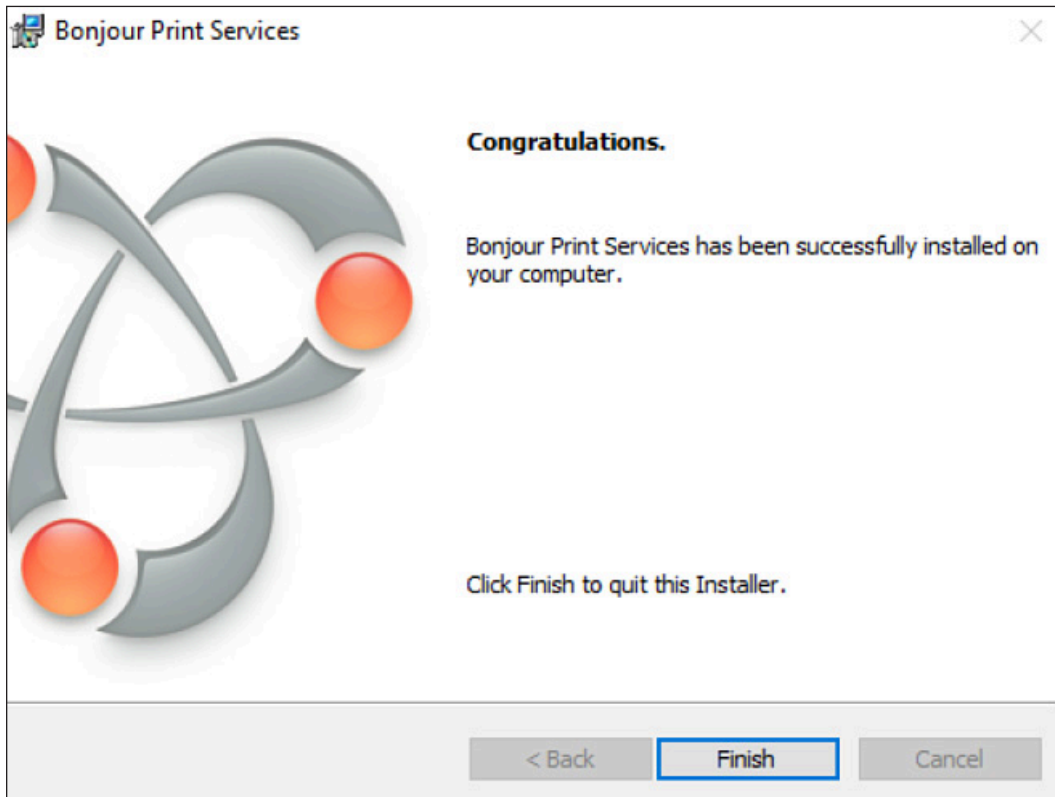 Bonjour Print Services
Congratulations.
Bonjour Print Services has been successfully installed on
your computer.
Click Finish to quit this Installer.
< Back
Finish
Cancel